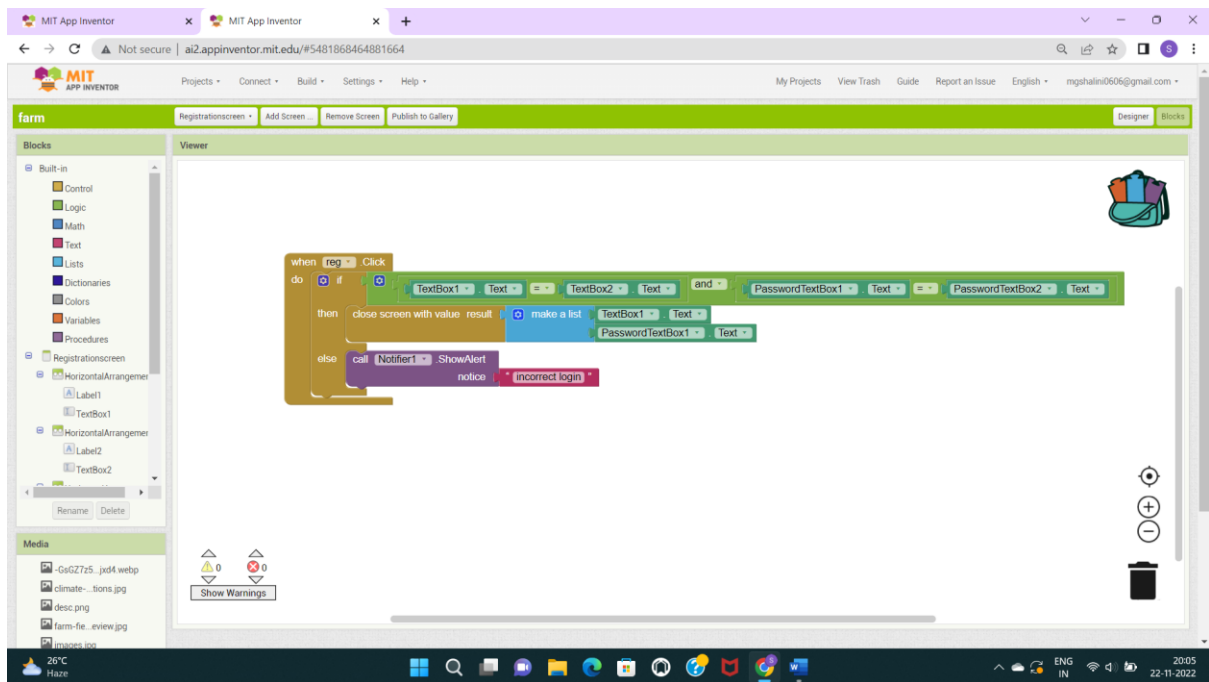 MIT App Inventor
MIT App Inventor
Not secure | ai2.appinventor.mit.edu/#5481868464881664
S
MIT
APP INVENTOR
Projects Connect Build Settings Help
My Projects View Trash Guide Report an Issue English mgshalini0606@gmail.com
farm
Registrationscreen Add Screen ... Remove Screen Publish to Gallery
Designer Blocks
Blocks
Viewer
Built-in
Control
Logic
Math
Text
Lists
Dictionaries
Colors
Variables
Procedures
Registrationscreen
HorizontalArrangemer
Label1
TextBox1
HorizontalArrangemer
Label2
TextBox2
Rename Delete
Media
-GsGZ7z5...jxd4.webp
climate-...tions.jpg
desc.png
farm-fie...eview.jpg
images.jpg
when reg .Click
do if TextBox1 . Text = TextBox2 . Text and PasswordTextBox1 . Text = PasswordTextBox2 . Text
then close screen with value result make a list TextBox1 . Text
PasswordTextBox1 . Text
else call Notifier1 .ShowAlert
notice " incorrect login "
0 0
Show Warnings
26°C
Haze
ENG
IN
20:05
22-11-2022